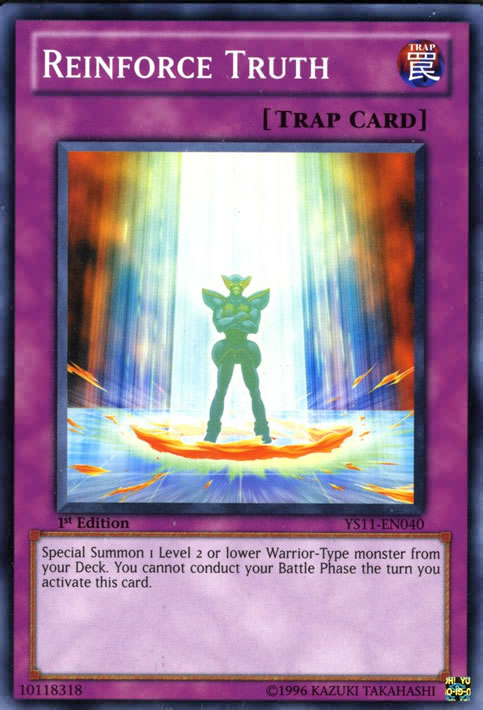 REINFORCE TRUTH
TRAP
罠
[TRAP CARD]
1st Edition
YS11-EN040
Special Summon 1 Level 2 or lower Warrior-Type monster from
your Deck. You cannot conduct your Battle Phase the turn you
activate this card.
10118318
©1996 KAZUKI TAKAHASHI